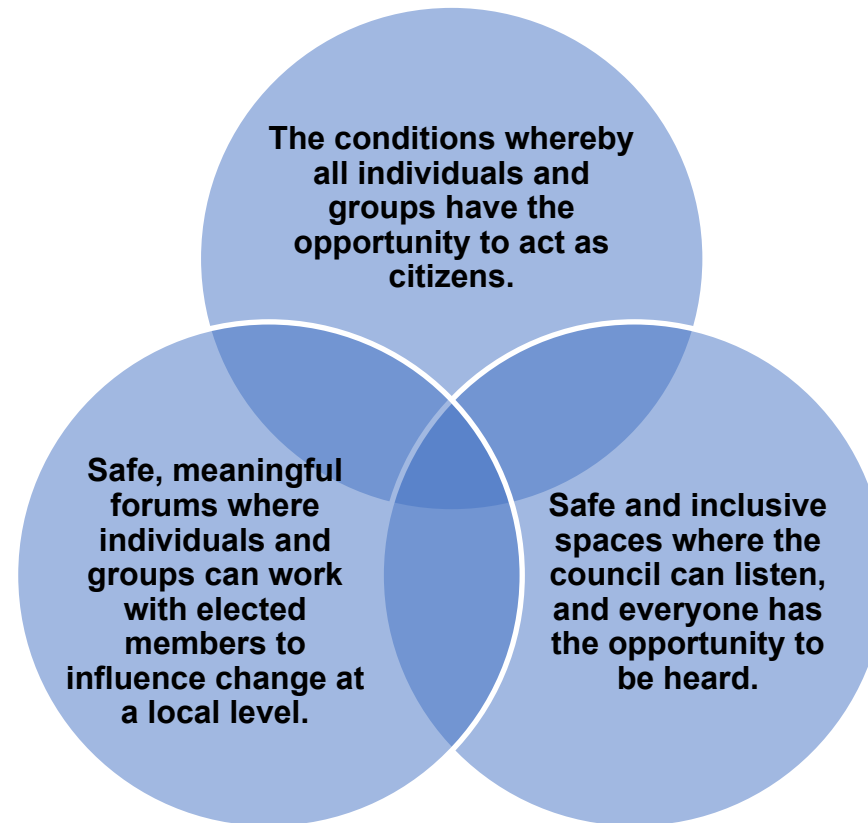 The conditions whereby
all individuals and
groups have the
opportunity to act as
citizens.
Safe, meaningful
forums where
individuals and
groups can work
with elected
members to
influence change at
a local level.
Safe and inclusive
spaces where the
council can listen,
and everyone has
the opportunity to
be heard.